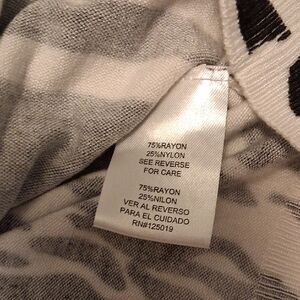 75%RAYON
25%NYLON
SEE REVERSE
FOR CARE
75%RAYON
25%NILON
VER AL REVERSO
PARA EL CUIDADO
RN#125019